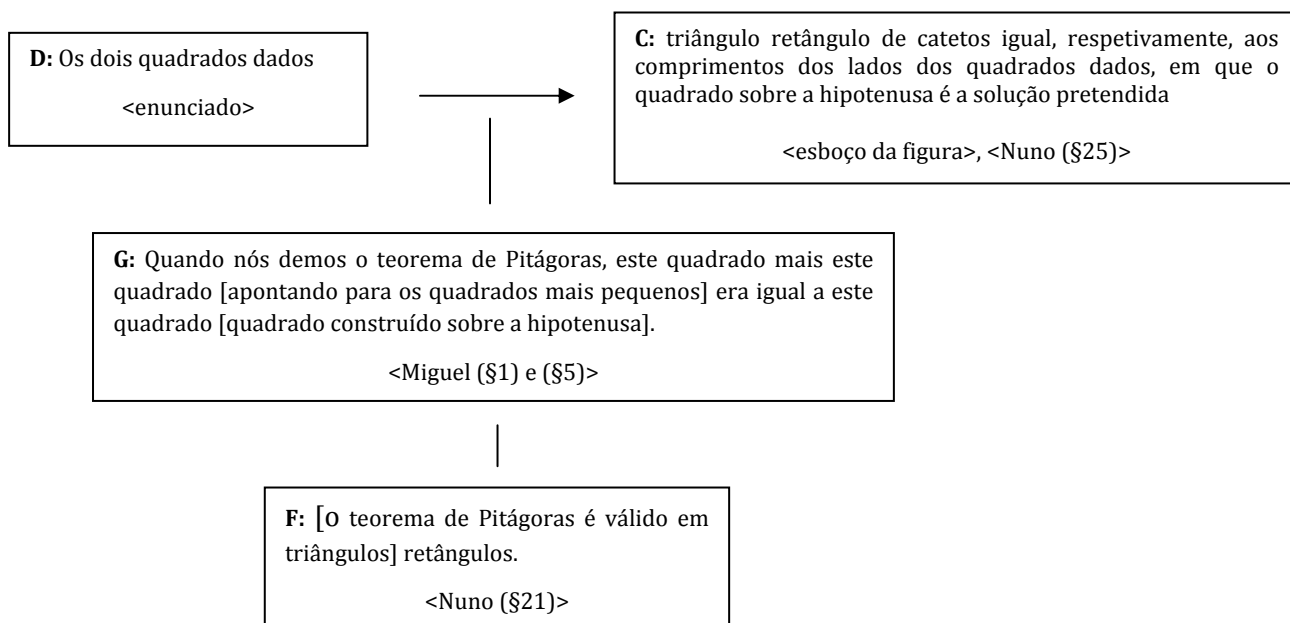 D: Os dois quadrados dados
<enunciado>
C: triângulo retângulo de catetos igual, respetivamente, aos
comprimentos dos lados dos quadrados dados, em que o
quadrado sobre a hipotenusa é a solução pretendida
<esboço da figura>, <Nuno (§25)>
G: Quando nós demos o teorema de Pitágoras, este quadrado mais este
quadrado [apontando para os quadrados mais pequenos] era igual a este
quadrado [quadrado construído sobre a hipotenusa].
<Miguel (§1) e (§5)>
F: [O teorema de Pitágoras é válido em
triângulos] retângulos.
<Nuno (§21)>